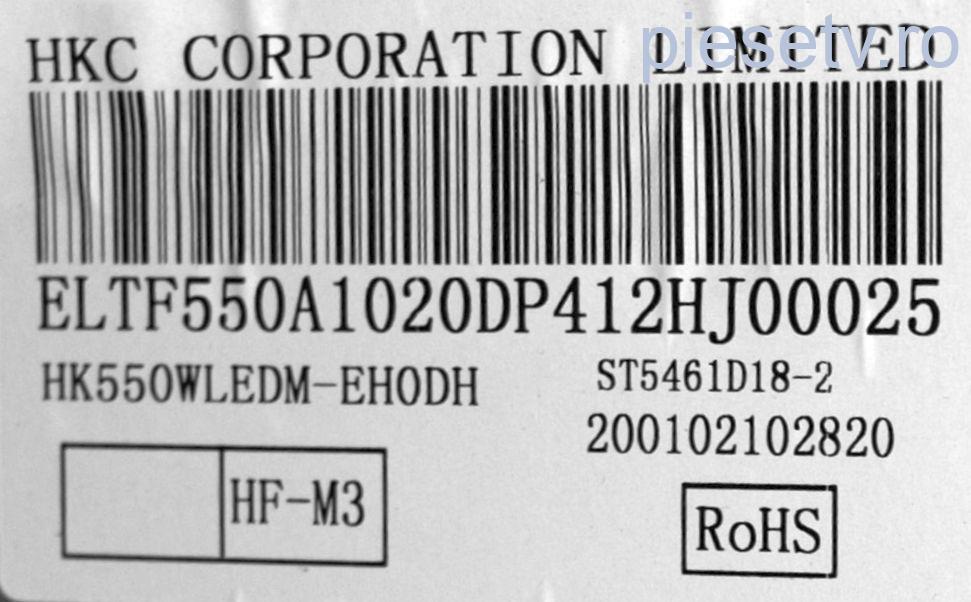 piesetv.ro
HKC CORPORATION LIMITED
ELTF550A1020DP412HJ00025
HK550WLEDM-EH0DH
ST5461D18-2
200102102820
HF-M3
RoHS